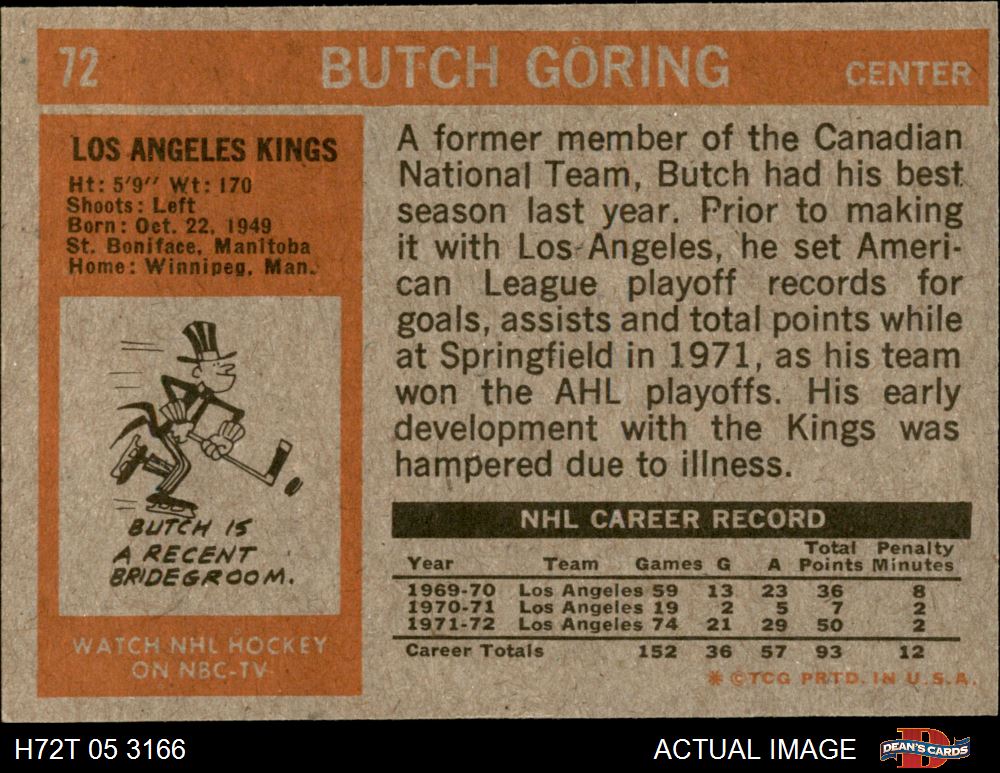 72 BUTCH GORING CENTER
LOS ANGELES KINGS
Ht: 5'9" Wt: 170
Shoots: Left
Born: Oct. 22, 1949
St. Boniface, Manitoba
Home: Winnipeg, Man.
BUTCH IS
A RECENT
BRIDEGROOM.
WATCH NHL HOCKEY
ON NBC-TV
A former member of the Canadian
National Team, Butch had his best
season last year. Prior to making
it with Los Angeles, he set Ameri-
can League playoff records for
goals, assists and total points while
at Springfield in 1971, as his team
won the AHL playoffs. His early
development with the Kings was
hampered due to illness.
NHL CAREER RECORD
Year Team Games G A Total Points Penalty Minutes
1969-70 Los Angeles 59 13 23 36 8
1970-71 Los Angeles 19 2 5 7 2
1971-72 Los Angeles 74 21 29 50 2
Career Totals 152 36 57 93 12
* © TCG PRTD. IN U.S.A.
H72T 05 3166 ACTUAL IMAGE DEAN'S CARDS